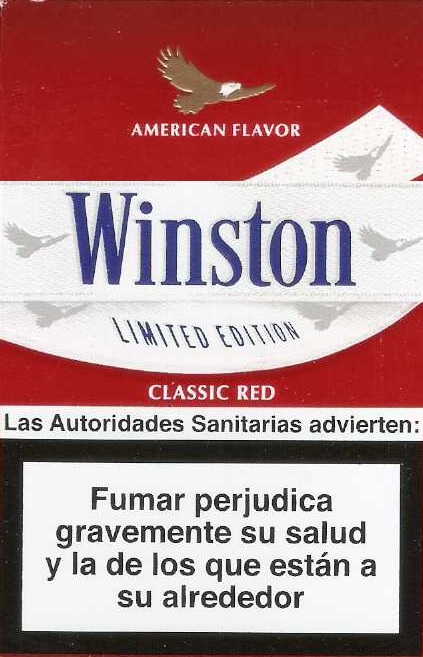 AMERICAN FLAVOR
Winston
LIMITED EDITION
CLASSIC RED
Las Autoridades Sanitarias advierten:
Fumar perjudica
gravemente su salud
y la de los que están a
su alrededor